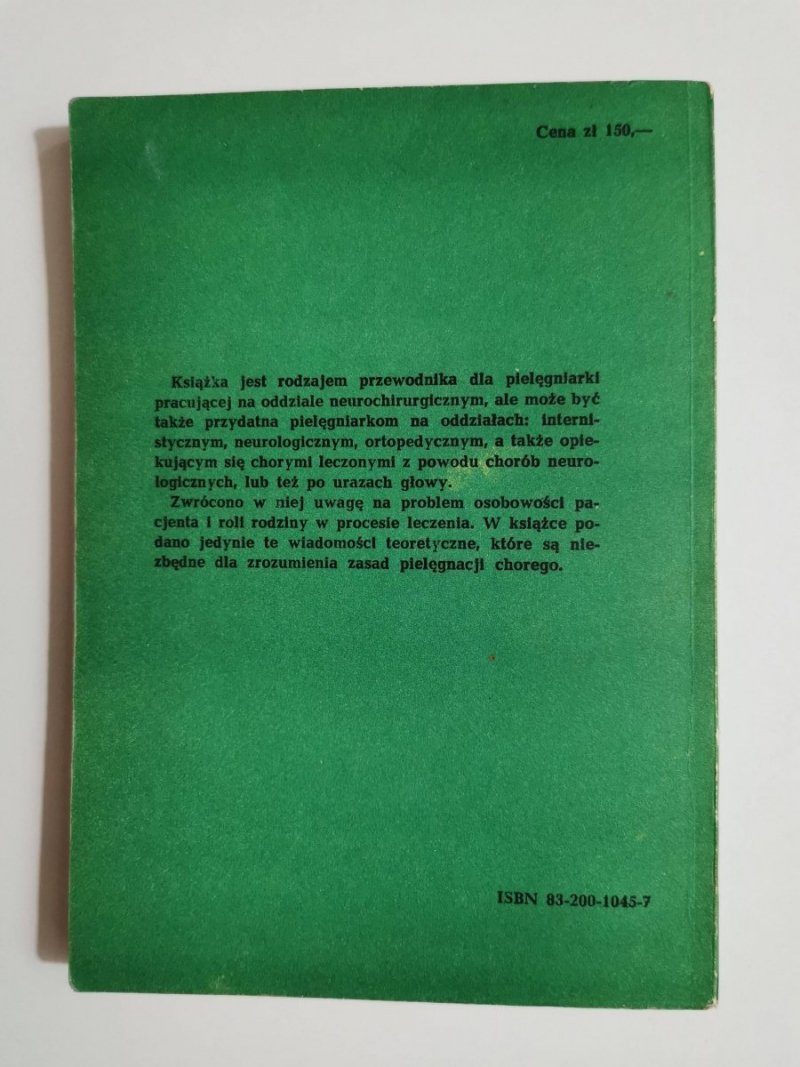 Cena zł 150,—
Książka jest rodzajem przewodnika dla pielęgniarki
pracującej na oddziale neurochirurgicznym, ale może być
także przydatna pielęgniarkom na oddziałach: interni-
stycznym, neurologicznym, ortopedycznym, a także opie-
kującym się chorymi leczonymi z powodu chorób neuro-
logicznych, lub też po urazach głowy.
Zwrócono w niej uwagę na problem osobowości pa-
cjenta i roli rodziny w procesie leczenia. W książce po-
dano jedynie te wiadomości teoretyczne, które są nie-
zbędne dla zrozumienia zasad pielęgnacji chorego.
ISBN 83-200-1045-7